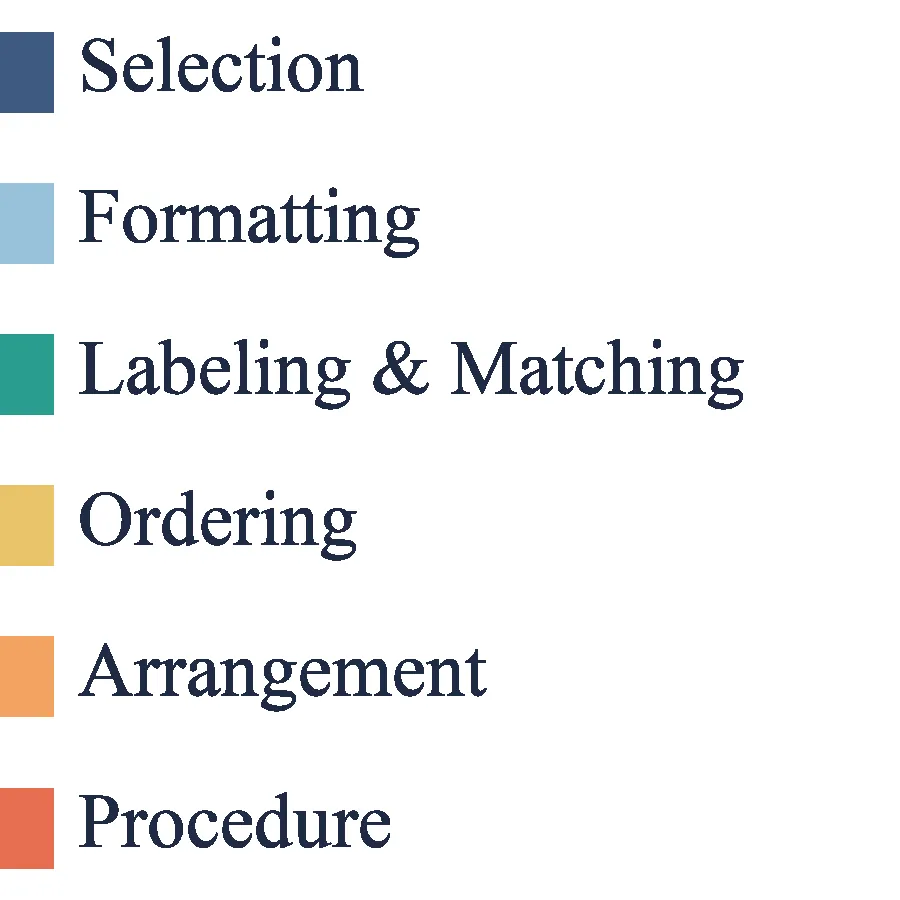 Selection
Formatting
Labeling & Matching
Ordering
Arrangement
Procedure